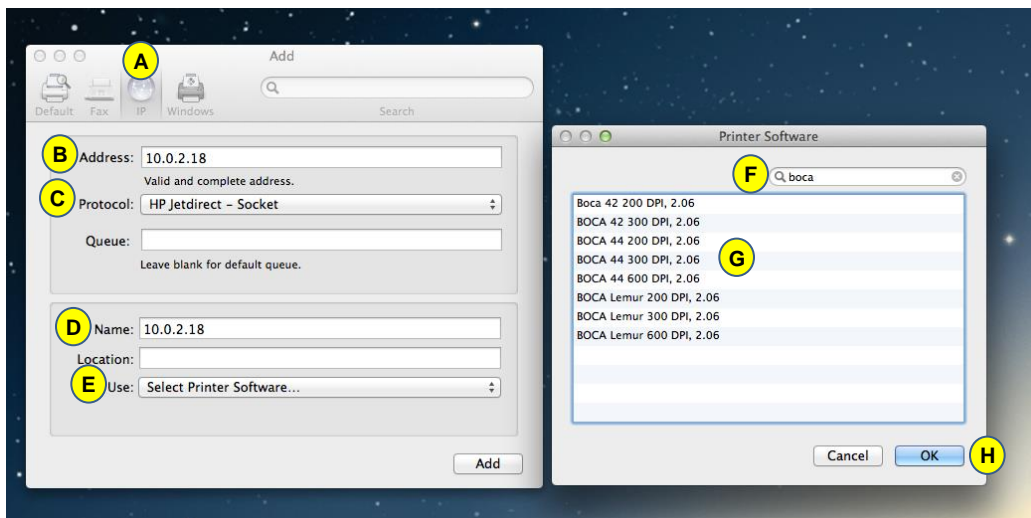 A
Add
Default Fax IP Windows
Search
B Address: 10.0.2.18
Valid and complete address.
C Protocol: HP Jetdirect – Socket
Queue:
Leave blank for default queue.
D Name: 10.0.2.18
Location:
E Use: Select Printer Software...
Add
Printer Software
F boca
Boca 42 200 DPI, 2.06
BOCA 42 300 DPI, 2.06
BOCA 44 200 DPI, 2.06
BOCA 44 300 DPI, 2.06
G
BOCA 44 600 DPI, 2.06
BOCA Lemur 200 DPI, 2.06
BOCA Lemur 300 DPI, 2.06
BOCA Lemur 600 DPI, 2.06
Cancel OK H